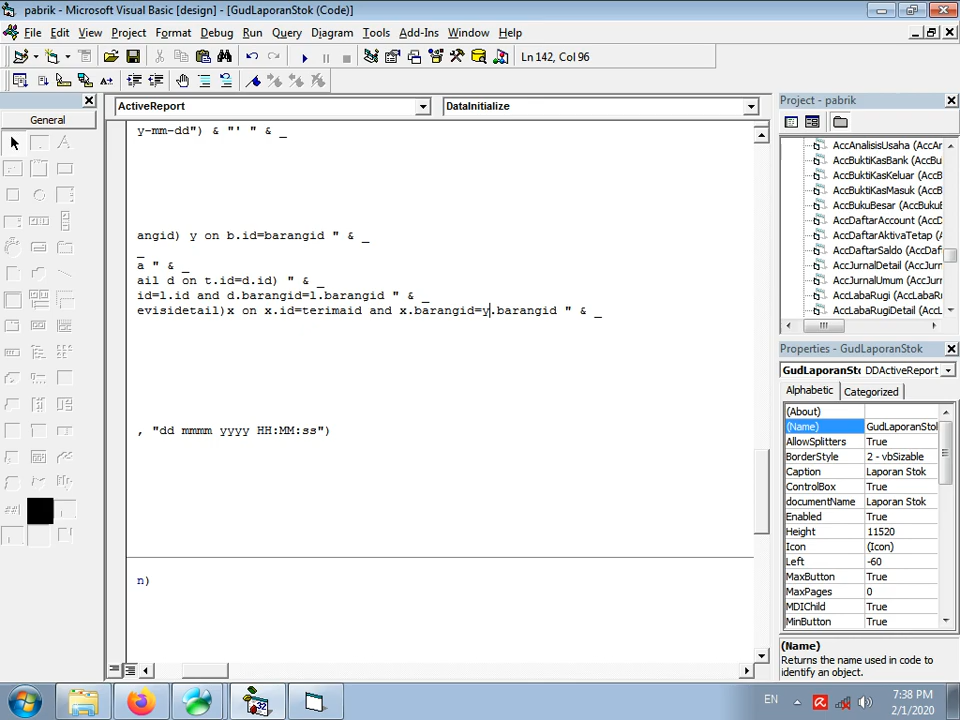 pabrik - Microsoft Visual Basic [design] - [GudLaporanStok (Code)]
File Edit View Project Format Debug Run Query Diagram Tools Add-Ins Window Help
Ln 142, Col 96
General
ActiveReport
DataInitialize
y-mm-dd") & "' " & _
angid) y on b.id=barangid " & _
_
a " & _
ail d on t.id=d.id) " & _
id=l.id and d.barangid=l.barangid " & _
evisidetail)x on x.id=terimaid and x.barangid=y.barangid " & _
, "dd mmmm yyyy HH:MM:ss")
n)
Project - pabrik
AccAnalisisUsaha (AccAr
AccBuktiKasBank (AccBu
AccBuktiKasKeluar (AccB
AccBuktiKasMasuk (AccB
AccBukuBesar (AccBuku
AccDaftarAccount (AccD
AccDaftarAktivaTetap (A
AccDaftarSaldo (AccDaf
AccJurnalDetail (AccJur
AccJurnalUmum (AccJur
AccLabaRugi (AccLabaR
AccLabaRugiDetail (AccL
Properties - GudLaporanStok
GudLaporanSto DDActiveReport
Alphabetic Categorized
(About)
(Name) GudLaporanStok
AllowSplitters True
BorderStyle 2 - vbSizable
Caption Laporan Stok
ControlBox True
documentName Laporan Stok
Enabled True
Height 11520
Icon (Icon)
Left -60
MaxButton True
MaxPages 0
MDIChild True
MinButton True
(Name)
Returns the name used in code to
identify an object.
EN
7:38 PM
2/1/2020